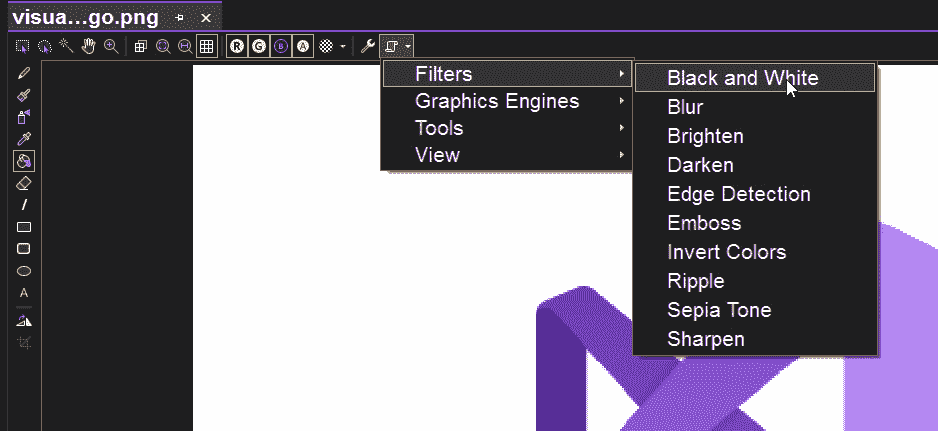 visua...go.png
R G B A
Filters
Graphics Engines
Tools
View
Black and White
Blur
Brighten
Darken
Edge Detection
Emboss
Invert Colors
Ripple
Sepia Tone
Sharpen
A